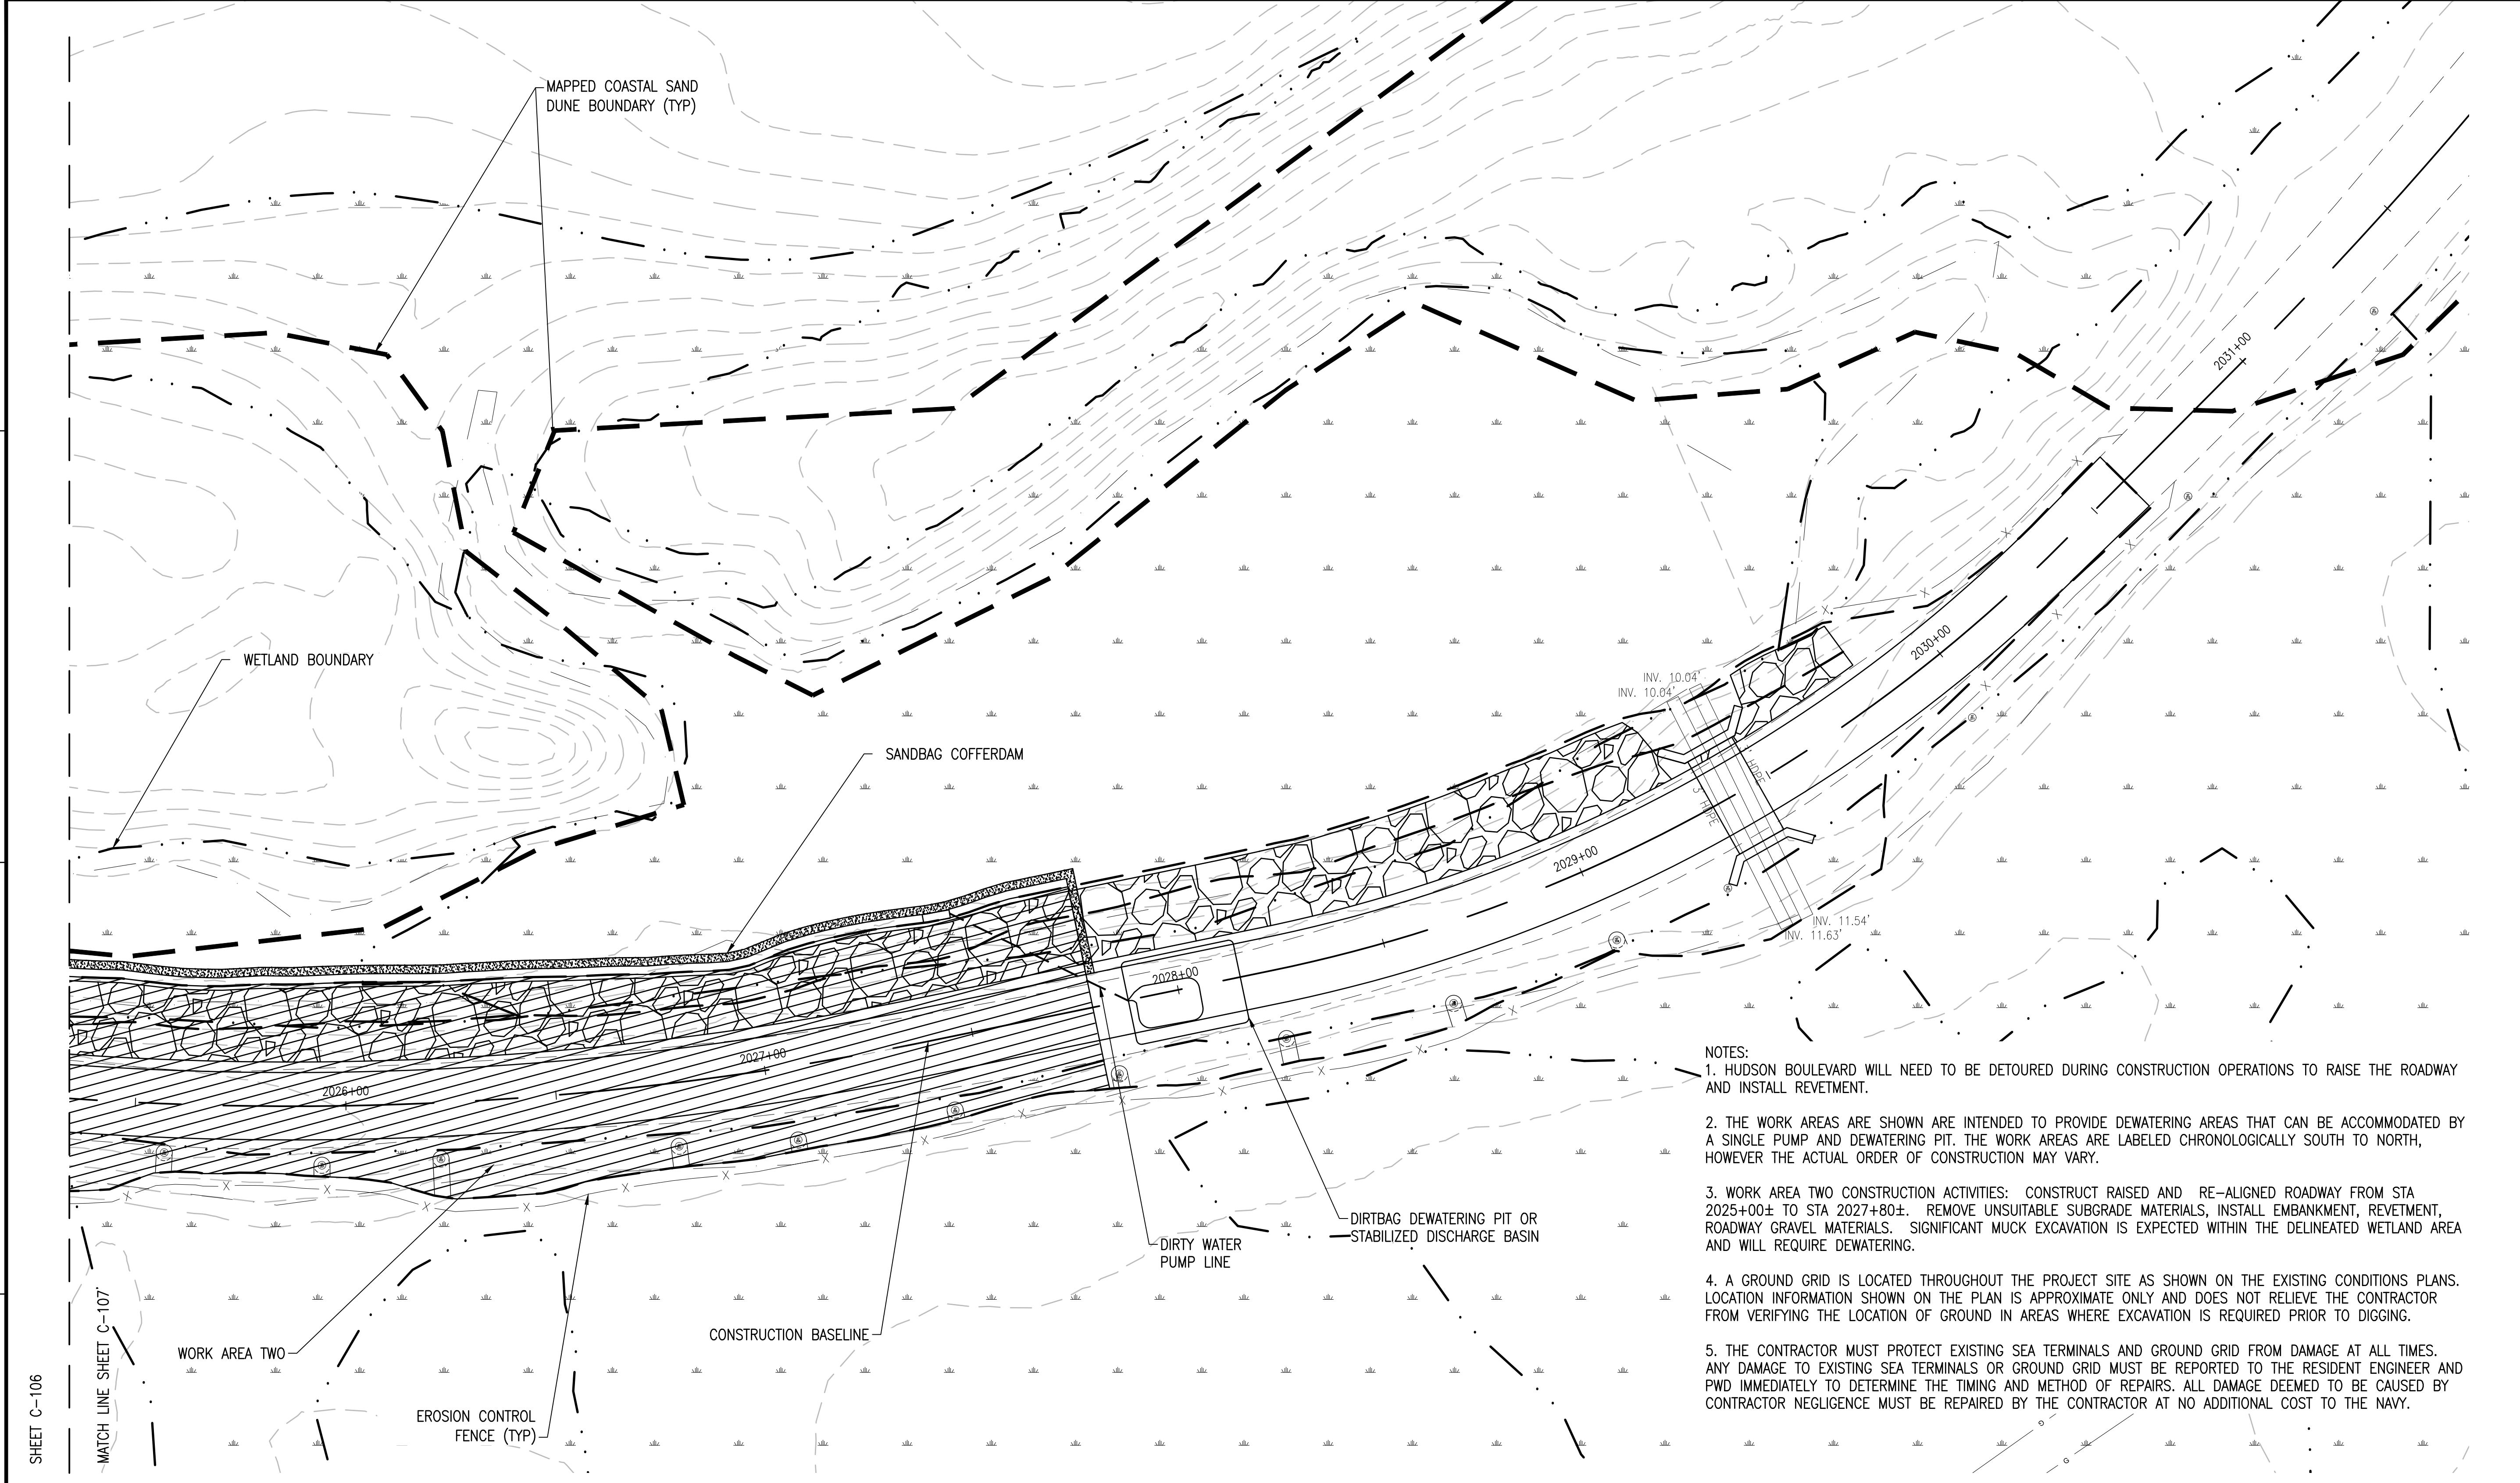 MAPPED COASTAL SAND
DUNE BOUNDARY (TYP)
2031+00
WETLAND BOUNDARY
2030+00
INV. 10.04'
INV. 10.04'
SANDBAG COFFERDAM
HDPE
3' HDPE
2029+00
INV. 11.54'
INV. 11.63'
2028+00
2027+00
2026+00
DIRTBAG DEWATERING PIT OR
STABILIZED DISCHARGE BASIN
DIRTY WATER
PUMP LINE
CONSTRUCTION BASELINE
WORK AREA TWO
EROSION CONTROL
FENCE (TYP)
SHEET C-106
MATCH LINE SHEET C-107
NOTES:
1. HUDSON BOULEVARD WILL NEED TO BE DETOURED DURING CONSTRUCTION OPERATIONS TO RAISE THE ROADWAY
AND INSTALL REVETMENT.
2. THE WORK AREAS ARE SHOWN ARE INTENDED TO PROVIDE DEWATERING AREAS THAT CAN BE ACCOMMODATED BY
A SINGLE PUMP AND DEWATERING PIT. THE WORK AREAS ARE LABELED CHRONOLOGICALLY SOUTH TO NORTH,
HOWEVER THE ACTUAL ORDER OF CONSTRUCTION MAY VARY.
3. WORK AREA TWO CONSTRUCTION ACTIVITIES: CONSTRUCT RAISED AND RE-ALIGNED ROADWAY FROM STA
2025+00± TO STA 2027+80±. REMOVE UNSUITABLE SUBGRADE MATERIALS, INSTALL EMBANKMENT, REVETMENT,
ROADWAY GRAVEL MATERIALS. SIGNIFICANT MUCK EXCAVATION IS EXPECTED WITHIN THE DELINEATED WETLAND AREA
AND WILL REQUIRE DEWATERING.
4. A GROUND GRID IS LOCATED THROUGHOUT THE PROJECT SITE AS SHOWN ON THE EXISTING CONDITIONS PLANS.
LOCATION INFORMATION SHOWN ON THE PLAN IS APPROXIMATE ONLY AND DOES NOT RELIEVE THE CONTRACTOR
FROM VERIFYING THE LOCATION OF GROUND IN AREAS WHERE EXCAVATION IS REQUIRED PRIOR TO DIGGING.
5. THE CONTRACTOR MUST PROTECT EXISTING SEA TERMINALS AND GROUND GRID FROM DAMAGE AT ALL TIMES.
ANY DAMAGE TO EXISTING SEA TERMINALS OR GROUND GRID MUST BE REPORTED TO THE RESIDENT ENGINEER AND
PWD IMMEDIATELY TO DETERMINE THE TIMING AND METHOD OF REPAIRS. ALL DAMAGE DEEMED TO BE CAUSED BY
CONTRACTOR NEGLIGENCE MUST BE REPAIRED BY THE CONTRACTOR AT NO ADDITIONAL COST TO THE NAVY.
G
G